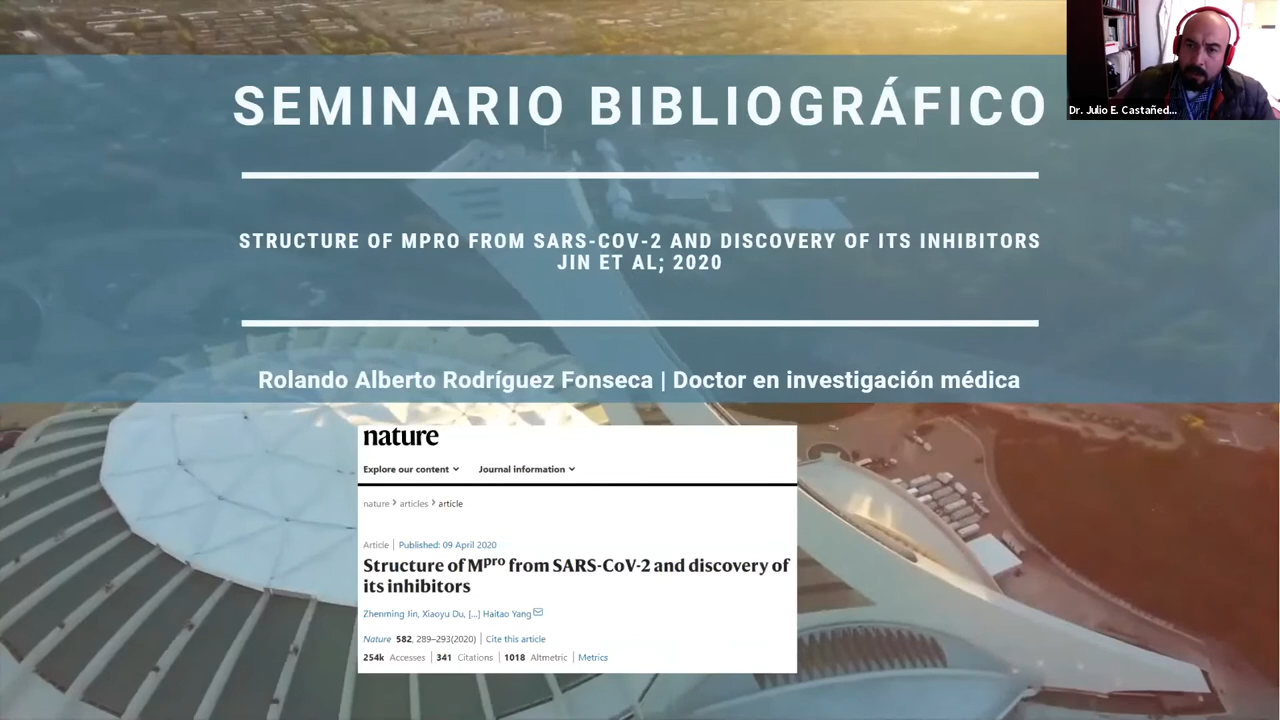 SEMINARIO BIBLIOGRÁFICO
Dr. Julio E. Castañed...
STRUCTURE OF MPRO FROM SARS-COV-2 AND DISCOVERY OF ITS INHIBITORS
JIN ET AL; 2020
Rolando Alberto Rodríguez Fonseca | Doctor en investigación médica
nature
Explore our content Journal information
nature > articles > article
Article | Published: 09 April 2020
Structure of Mpro from SARS-CoV-2 and discovery of
its inhibitors
Zhenming Jin, Xiaoyu Du, [...] Haitao Yang
Nature 582, 289–293(2020) | Cite this article
254k Accesses | 341 Citations | 1018 Altmetric | Metrics